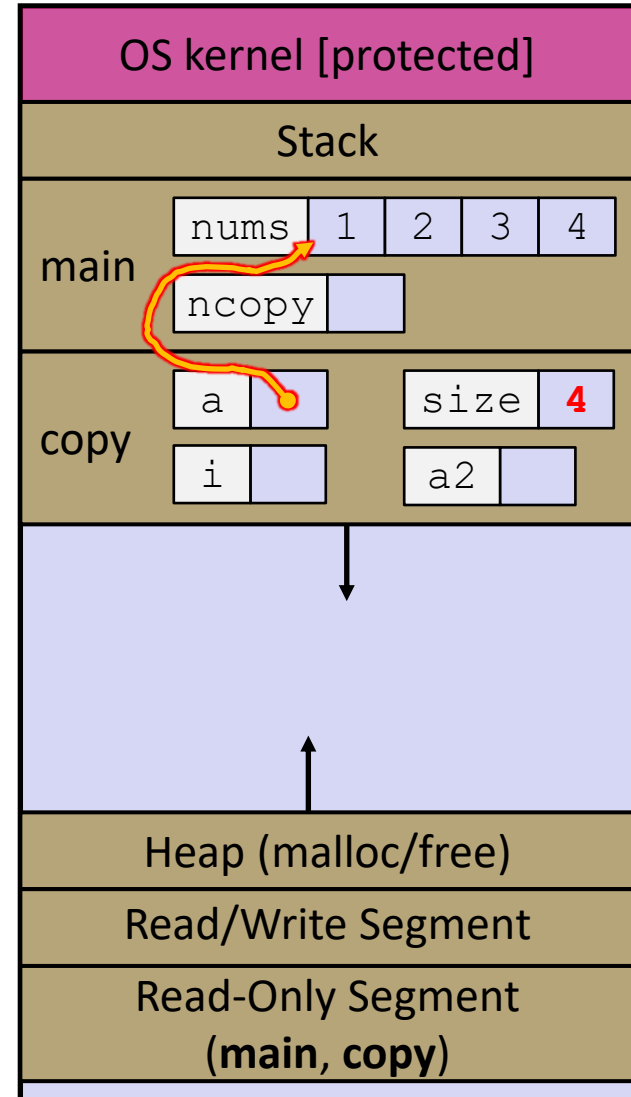 OS kernel [protected]
Stack
main
nums 1 2 3 4
ncopy
copy
a size 4
i a2
Heap (malloc/free)
Read/Write Segment
Read-Only Segment
(main, copy)